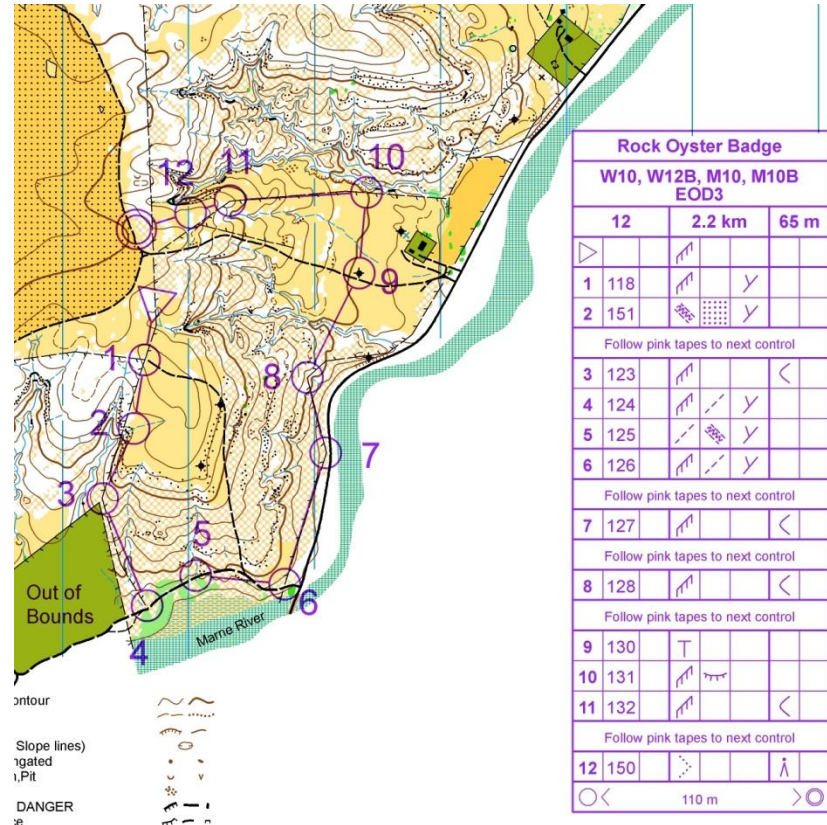 12
11
10
9
1
8
2
7
3
5
6
4
Out of
Bounds
Marne River
ontour
Slope lines)
ngated
,Pit
DANGER
Rock Oyster Badge
W10, W12B, M10, M10B
EOD3
12 2.2 km 65 m
1 118
2 151
Follow pink tapes to next control
3 123
4 124
5 125
6 126
Follow pink tapes to next control
7 127
Follow pink tapes to next control
8 128
Follow pink tapes to next control
9 130
10 131
11 132
Follow pink tapes to next control
12 150
110 m